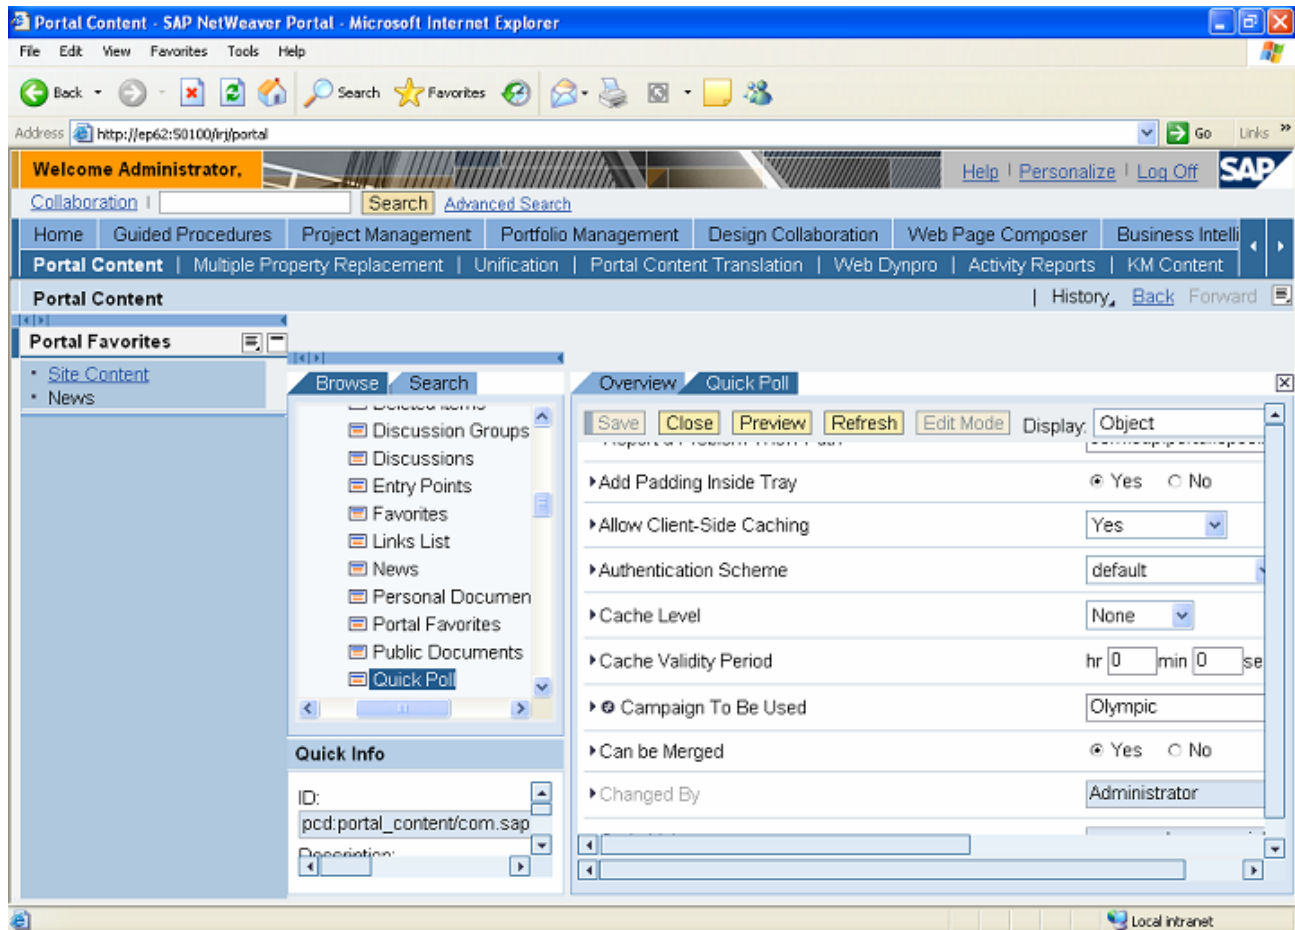 Portal Content - SAP NetWeaver Portal - Microsoft Internet Explorer
File Edit View Favorites Tools Help
Back Search Favorites
Address http://ep62:50100/irj/portal Go Links »
Welcome Administrator, Help Personalize Log Off SAP
Collaboration Search Advanced Search
Home Guided Procedures Project Management Portfolio Management Design Collaboration Web Page Composer Business Intelli
Portal Content | Multiple Property Replacement | Unification | Portal Content Translation | Web Dynpro | Activity Reports | KM Content
Portal Content | History, Back Forward
Portal Favorites
• Site Content
• News
Browse Search
Discussion Groups
Discussions
Entry Points
Favorites
Links List
News
Personal Documen
Portal Favorites
Public Documents
Quick Poll
Quick Info
ID:
pcd:portal_content/com.sap
Description:
Overview Quick Poll
Save Close Preview Refresh Edit Mode Display: Object
Add Padding Inside Tray Yes No
Allow Client-Side Caching Yes
Authentication Scheme default
Cache Level None
Cache Validity Period hr 0 min 0 se
Campaign To Be Used Olympic
Can be Merged Yes No
Changed By Administrator
Local intranet